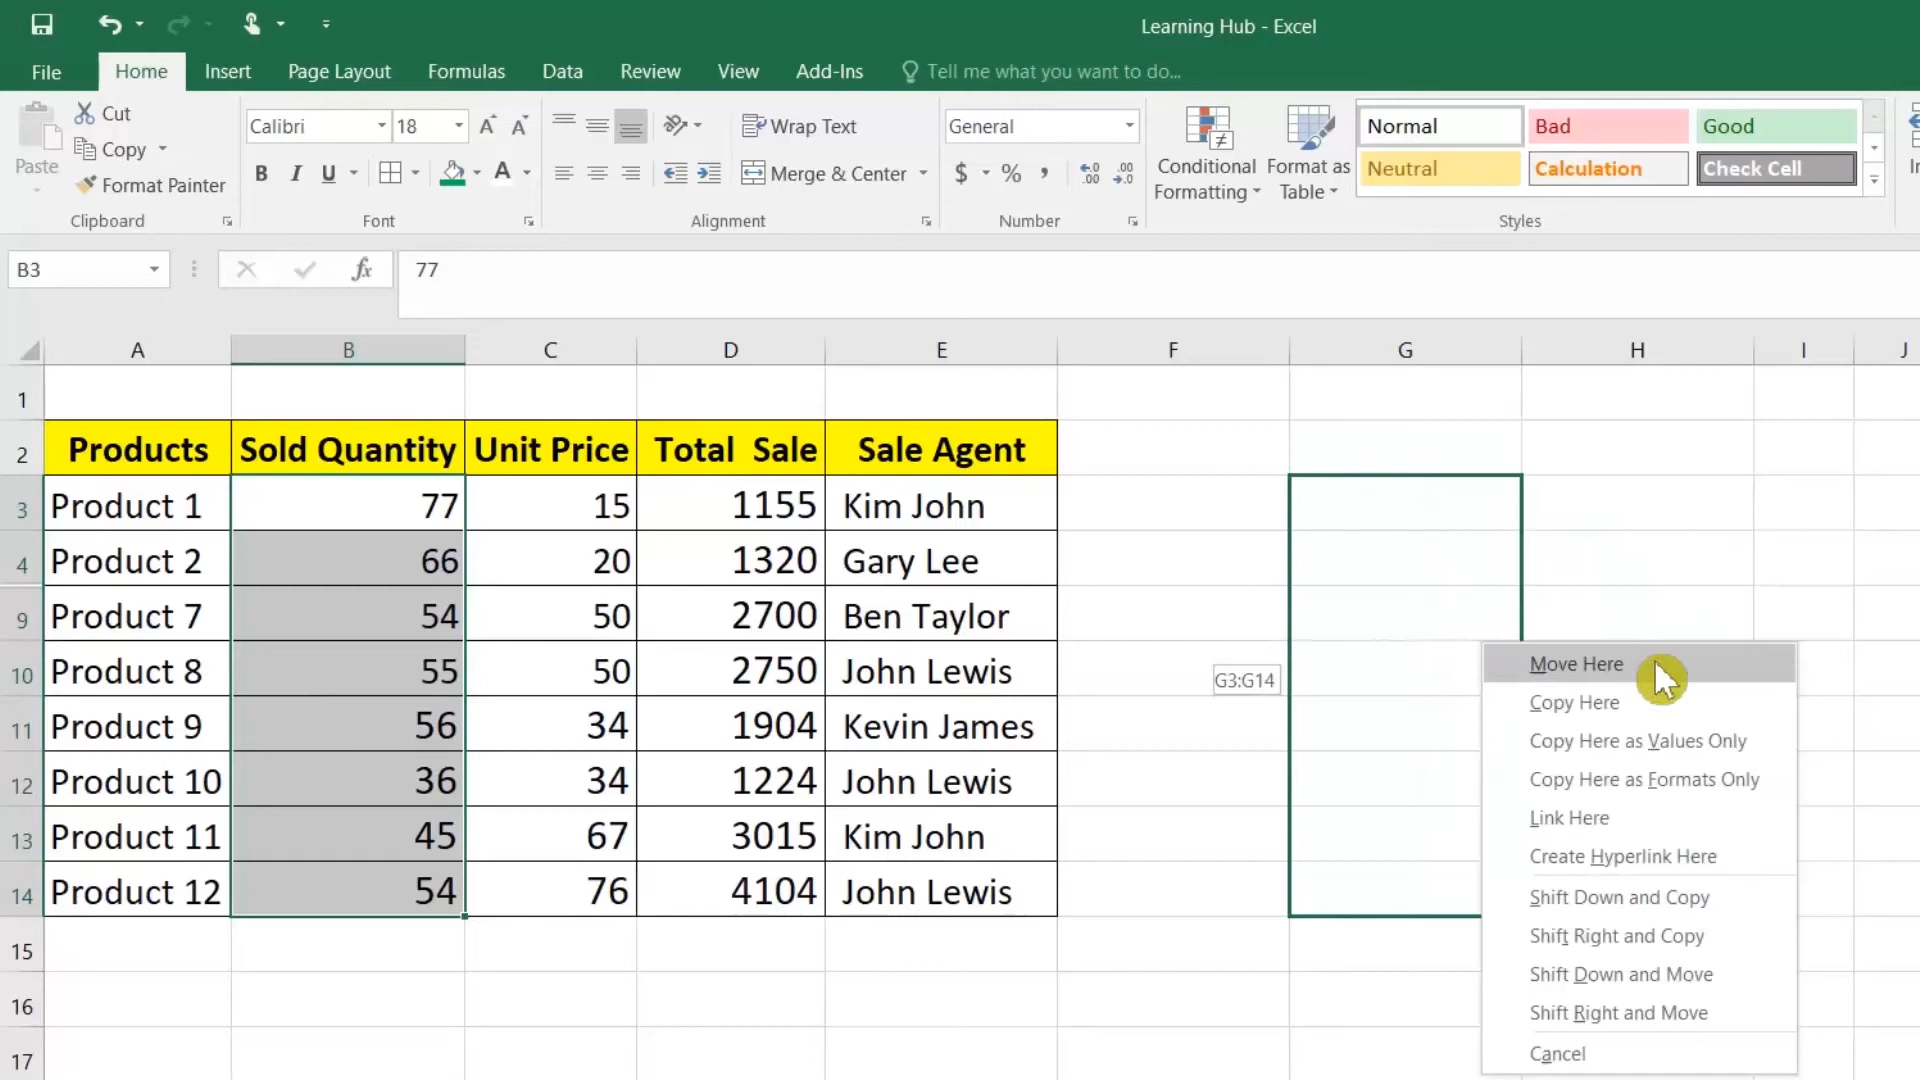 Learning Hub - Excel
File Home Insert Page Layout Formulas Data Review View Add-Ins Tell me what you want to do...
Paste
Cut
Copy
Format Painter
Clipboard
Calibri 18
B I U
Font
Wrap Text
Merge & Center
Alignment
General
$ % ,
Number
Conditional Formatting
Format as Table
Normal Bad Good
Neutral Calculation Check Cell
Styles
B3 fx 77
A B C D E F G H I J
1
2 Products Sold Quantity Unit Price Total Sale Sale Agent
3 Product 1 77 15 1155 Kim John
4 Product 2 66 20 1320 Gary Lee
9 Product 7 54 50 2700 Ben Taylor
10 Product 8 55 50 2750 John Lewis
11 Product 9 56 34 1904 Kevin James
12 Product 10 36 34 1224 John Lewis
13 Product 11 45 67 3015 Kim John
14 Product 12 54 76 4104 John Lewis
15
16
17
G3:G14
Move Here
Copy Here
Copy Here as Values Only
Copy Here as Formats Only
Link Here
Create Hyperlink Here
Shift Down and Copy
Shift Right and Copy
Shift Down and Move
Shift Right and Move
Cancel